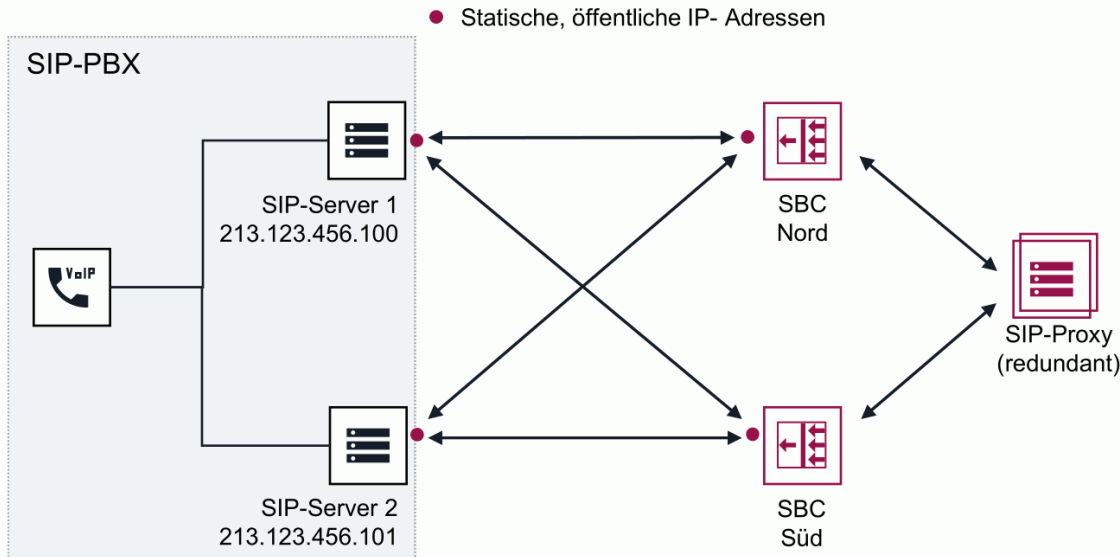 Statische, öffentliche IP- Adressen
SIP-PBX
SIP-Server 1
213.123.456.100
SBC
Nord
VoIP
SIP-Proxy
(redundant)
SIP-Server 2
213.123.456.101
SBC
Süd